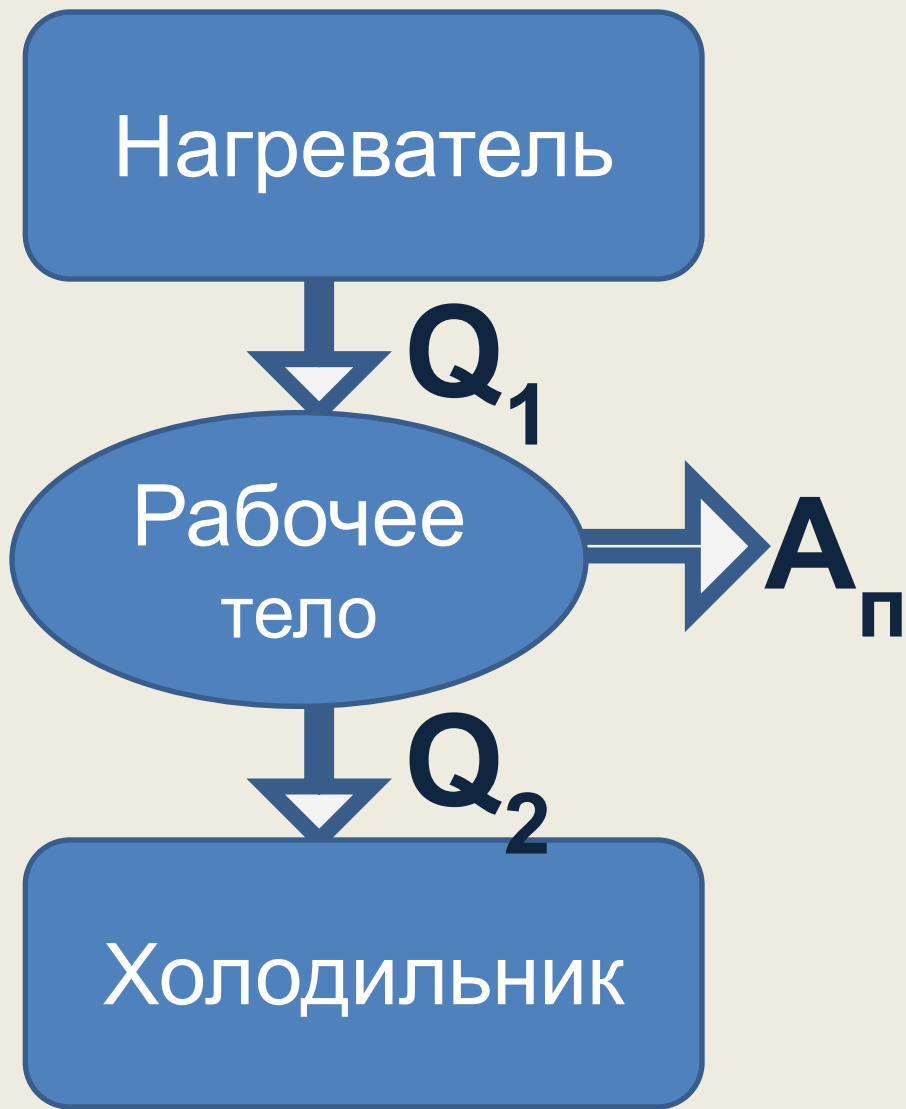 Нагреватель
Q₁
Рабочее
тело
Aп
Q₂
Холодильник